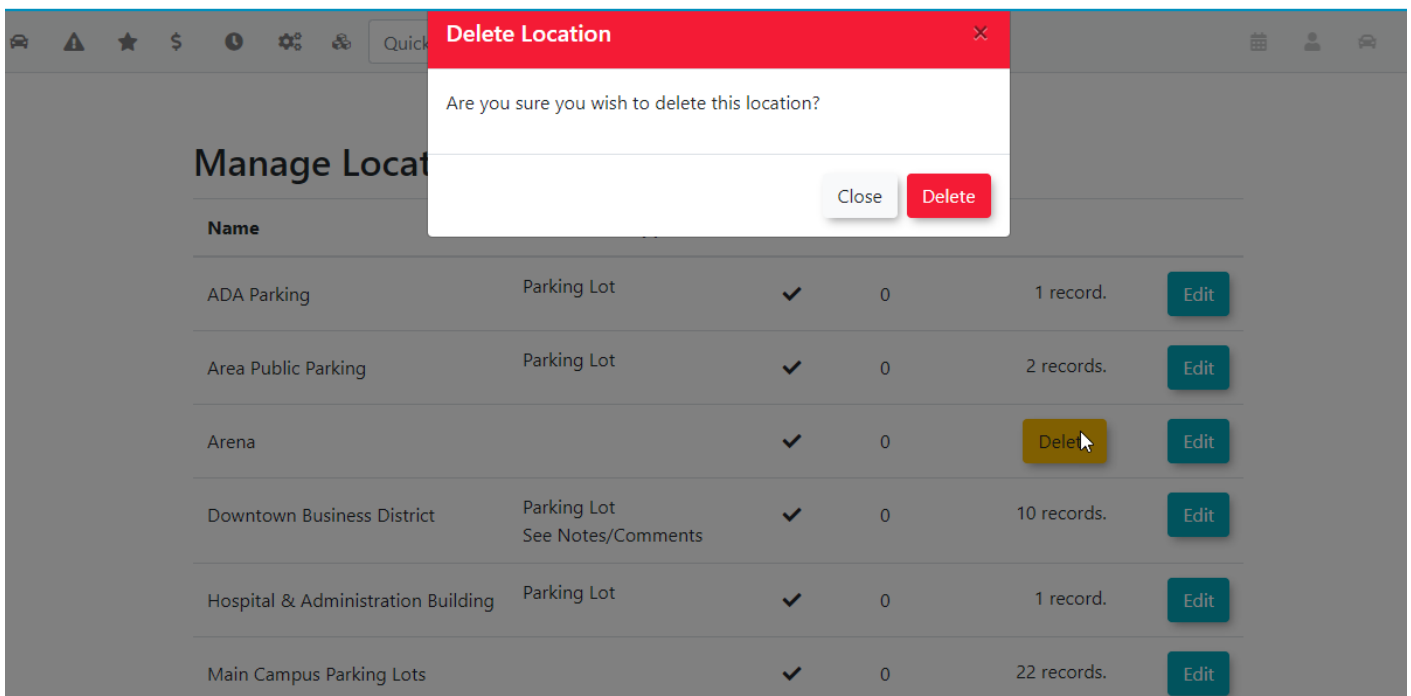 $
Quick
Delete Location
×
Are you sure you wish to delete this location?
Close
Delete
Manage Locat
Name
ADA Parking
Parking Lot
0
1 record.
Edit
Area Public Parking
Parking Lot
0
2 records.
Edit
Arena
0
Delet
Edit
Downtown Business District
Parking Lot
See Notes/Comments
0
10 records.
Edit
Hospital & Administration Building
Parking Lot
0
1 record.
Edit
Main Campus Parking Lots
0
22 records.
Edit